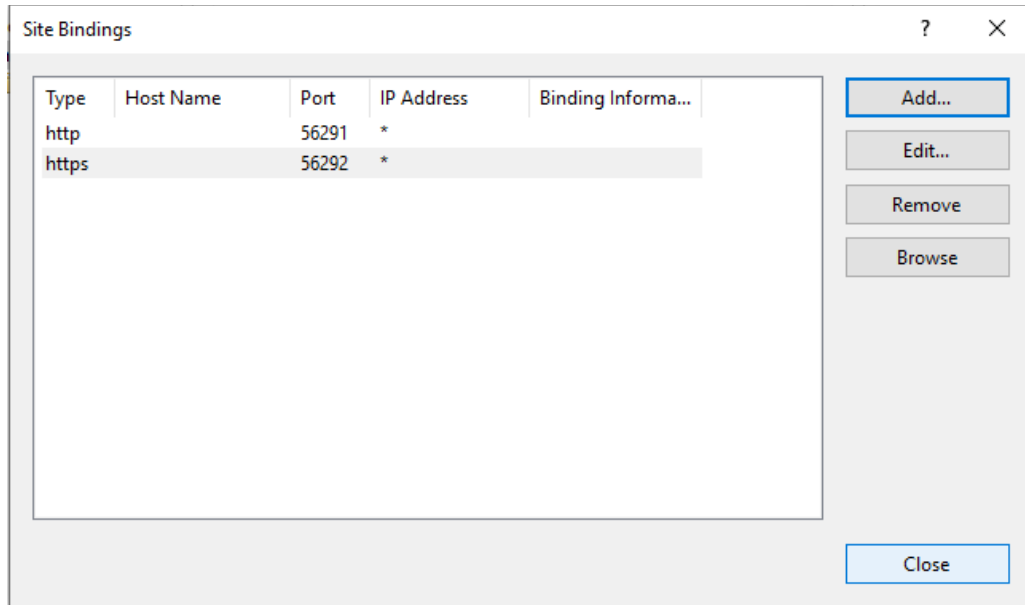 Site Bindings ?
Type Host Name Port IP Address Binding Informa...
http 56291 *
https 56292 *
Add...
Edit...
Remove
Browse
Close